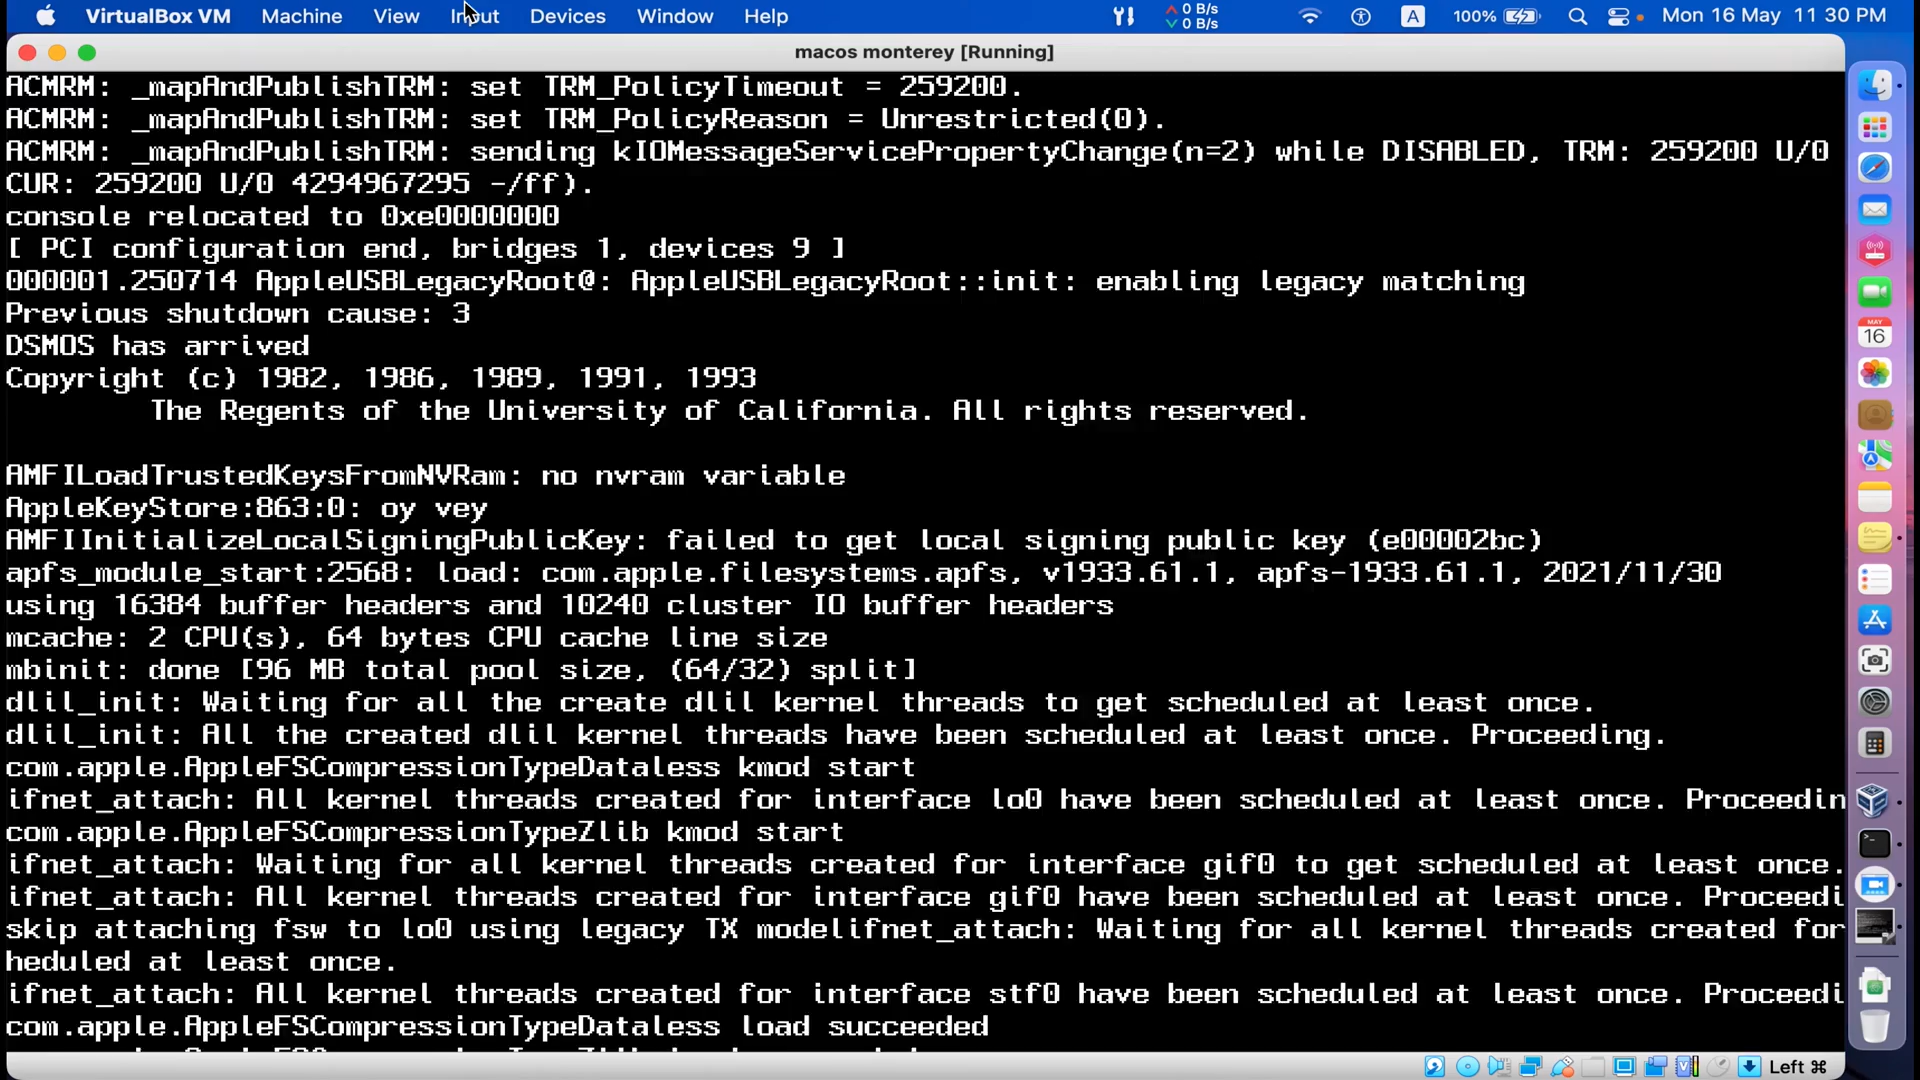 VirtualBox VM Machine View Input Devices Window Help 0 B/s 0 B/s A 100% Mon 16 May 11 30 PM
macos monterey [Running]
ACMRM: _mapAndPublishTRM: set TRM_PolicyTimeout = 259200.
ACMRM: _mapAndPublishTRM: set TRM_PolicyReason = Unrestricted(0).
ACMRM: _mapAndPublishTRM: sending kIOMessageServicePropertyChange(n=2) while DISABLED, TRM: 259200 U/0
CUR: 259200 U/0 4294967295 -/ff).
console relocated to 0xe0000000
[ PCI configuration end, bridges 1, devices 9 ]
000001.250714 AppleUSBLegacyRoot@: AppleUSBLegacyRoot::init: enabling legacy matching
Previous shutdown cause: 3
DSMOS has arrived
Copyright (c) 1982, 1986, 1989, 1991, 1993
The Regents of the University of California. All rights reserved.
AMFILoadTrustedKeysFromNVRam: no nvram variable
AppleKeyStore:863:0: oy vey
AMFIInitializeLocalSigningPublicKey: failed to get local signing public key (e00002bc)
apfs_module_start:2568: load: com.apple.filesystems.apfs, v1933.61.1, apfs-1933.61.1, 2021/11/30
using 16384 buffer headers and 10240 cluster IO buffer headers
mcache: 2 CPU(s), 64 bytes CPU cache line size
mbinit: done [96 MB total pool size, (64/32) split]
dlil_init: Waiting for all the create dlil kernel threads to get scheduled at least once.
dlil_init: All the created dlil kernel threads have been scheduled at least once. Proceeding.
com.apple.AppleFSCompressionTypeDataless kmod start
ifnet_attach: All kernel threads created for interface lo0 have been scheduled at least once. Proceedin
com.apple.AppleFSCompressionTypeZlib kmod start
ifnet_attach: Waiting for all kernel threads created for interface gif0 to get scheduled at least once.
ifnet_attach: All kernel threads created for interface gif0 have been scheduled at least once. Proceedi
skip attaching fsw to lo0 using legacy TX modelifnet_attach: Waiting for all kernel threads created for
heduled at least once.
ifnet_attach: All kernel threads created for interface stf0 have been scheduled at least once. Proceedi
com.apple.AppleFSCompressionTypeDataless load succeeded
MAY
16
Left ⌘